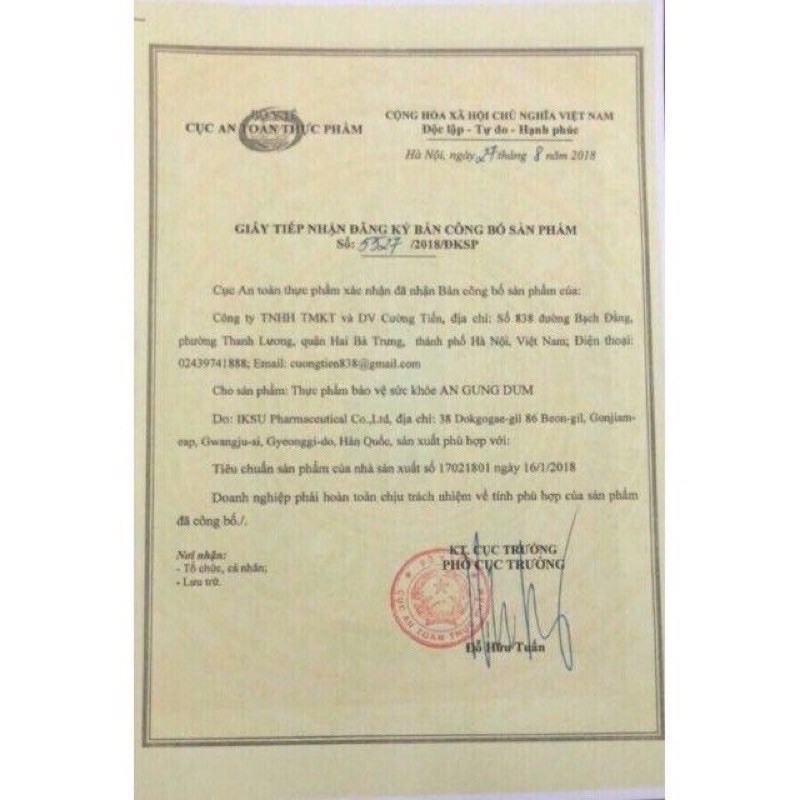 BỘ Y TẾ
CỤC AN TOÀN THỰC PHẨM
CỘNG HÒA XÃ HỘI CHỦ NGHĨA VIỆT NAM
Độc lập - Tự do - Hạnh phúc
Hà Nội, ngày 27 tháng 8 năm 2018
GIẤY TIẾP NHẬN ĐĂNG KÝ BẢN CÔNG BỐ SẢN PHẨM
Số: 5527 /2018/ĐKSP
Cục An toàn thực phẩm xác nhận đã nhận Bản công bố sản phẩm của:
Công ty TNHH TMKT và DV Cường Tiến, địa chỉ: Số 838 đường Bạch Đằng,
phường Thanh Lương, quận Hai Bà Trưng, thành phố Hà Nội, Việt Nam; Điện thoại:
02439741888; Email: cuongtien838@gmail.com
Cho sản phẩm: Thực phẩm bảo vệ sức khỏe AN GUNG DUM
Do: IKSU Pharmaceutical Co.,Ltd, địa chỉ: 38 Dokgogae-gil 86 Beon-gil, Gonjiam-
eap, Gwangju-si, Gyeonggi-do, Hàn Quốc, sản xuất phù hợp với:
Tiêu chuẩn sản phẩm của nhà sản xuất số 17021801 ngày 16/1/2018
Doanh nghiệp phải hoàn toàn chịu trách nhiệm về tính phù hợp của sản phẩm
đã công bố./.
Nơi nhận:
- Tổ chức, cá nhân;
- Lưu trữ.
KT. CỤC TRƯỞNG
PHÓ CỤC TRƯỞNG
CỤC AN TOÀN THỰC
Đỗ Hữu Tuấn